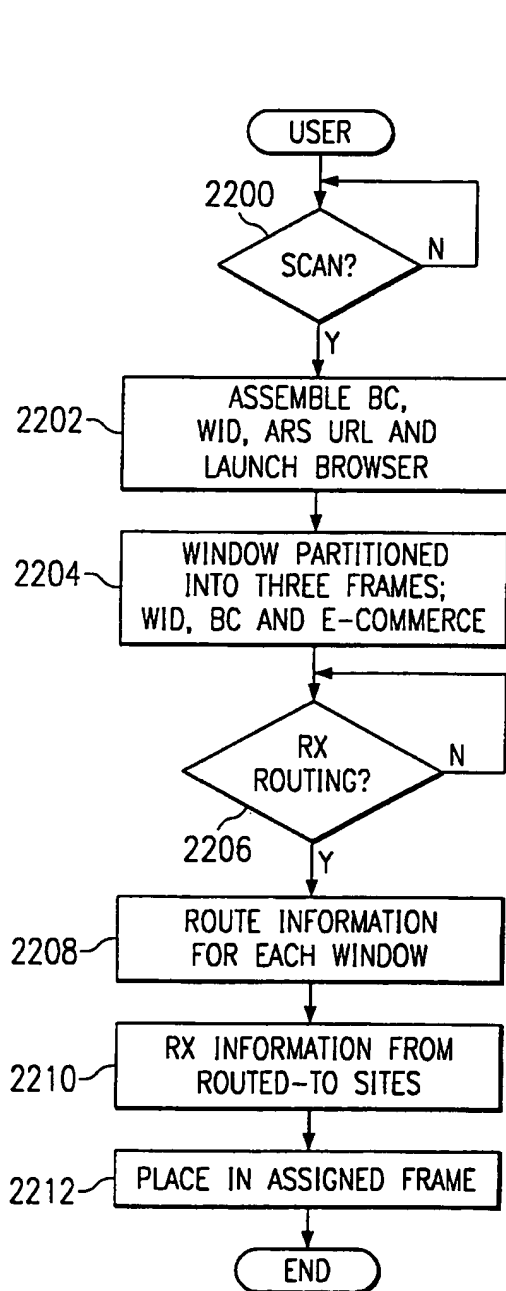 USER
2200
SCAN?
N
Y
2202
ASSEMBLE BC,
WID, ARS URL AND
LAUNCH BROWSER
2204
WINDOW PARTITIONED
INTO THREE FRAMES;
WID, BC AND E-COMMERCE
RX
ROUTING?
N
2206
Y
2208
ROUTE INFORMATION
FOR EACH WINDOW
2210
RX INFORMATION FROM
ROUTED-TO SITES
2212
PLACE IN ASSIGNED FRAME
END